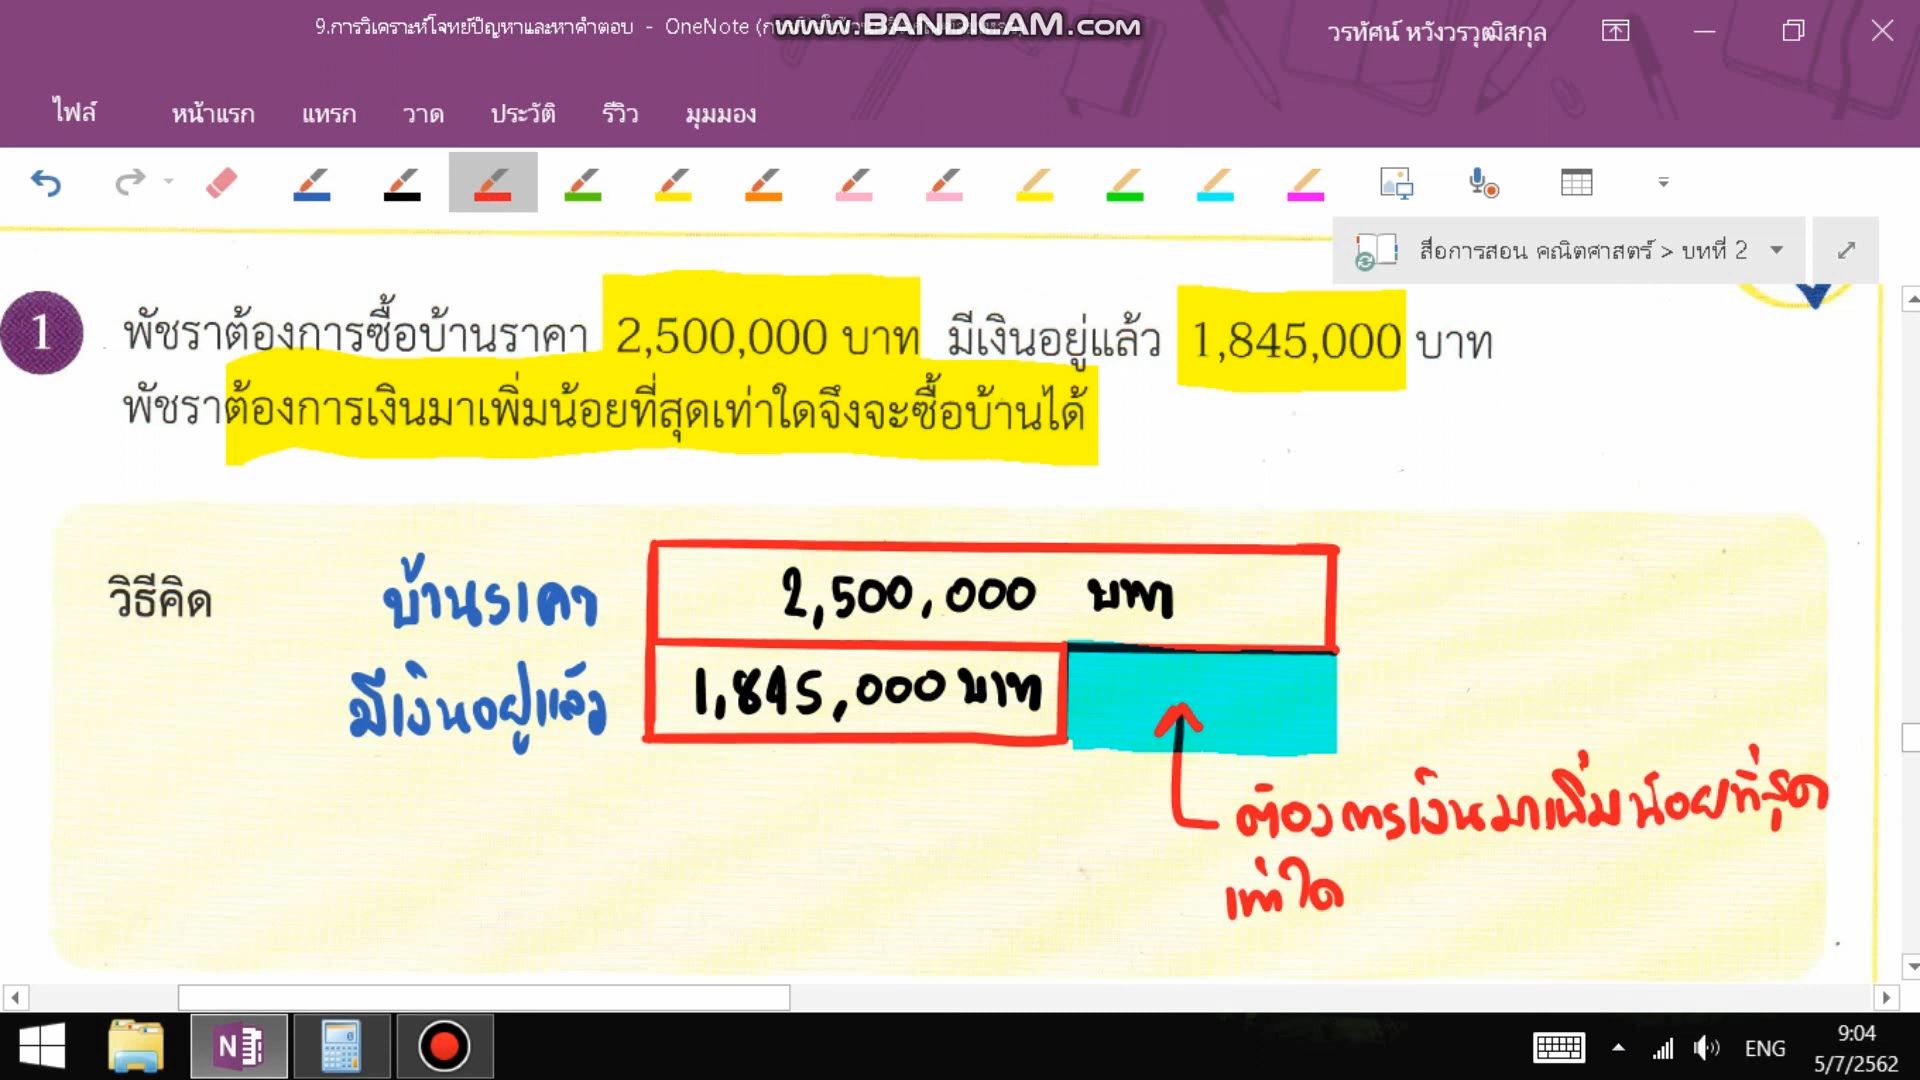 9.การวิเคราะห์โจทย์ปัญหาและหาคำตอบ - OneNote
www.BANDICAM.com
วรทัศน์ หวังวรวุฒิสกุล
ไฟล์ หน้าแรก แทรก วาด ประวัติ รีวิว มุมมอง
สื่อการสอน คณิตศาสตร์ > บทที่ 2
1 พัชราต้องการซื้อบ้านราคา 2,500,000 บาท มีเงินอยู่แล้ว 1,845,000 บาท
พัชราต้องการเงินมาเพิ่มน้อยที่สุดเท่าใดจึงจะซื้อบ้านได้
วิธีคิด บ้านราคา 2,500,000 บาท
มีเงินอยู่แล้ว 1,845,000 บาท
ต้องการเงินมาเพิ่มน้อยที่สุด
เท่าใด
N
ENG
9:04
5/7/2562